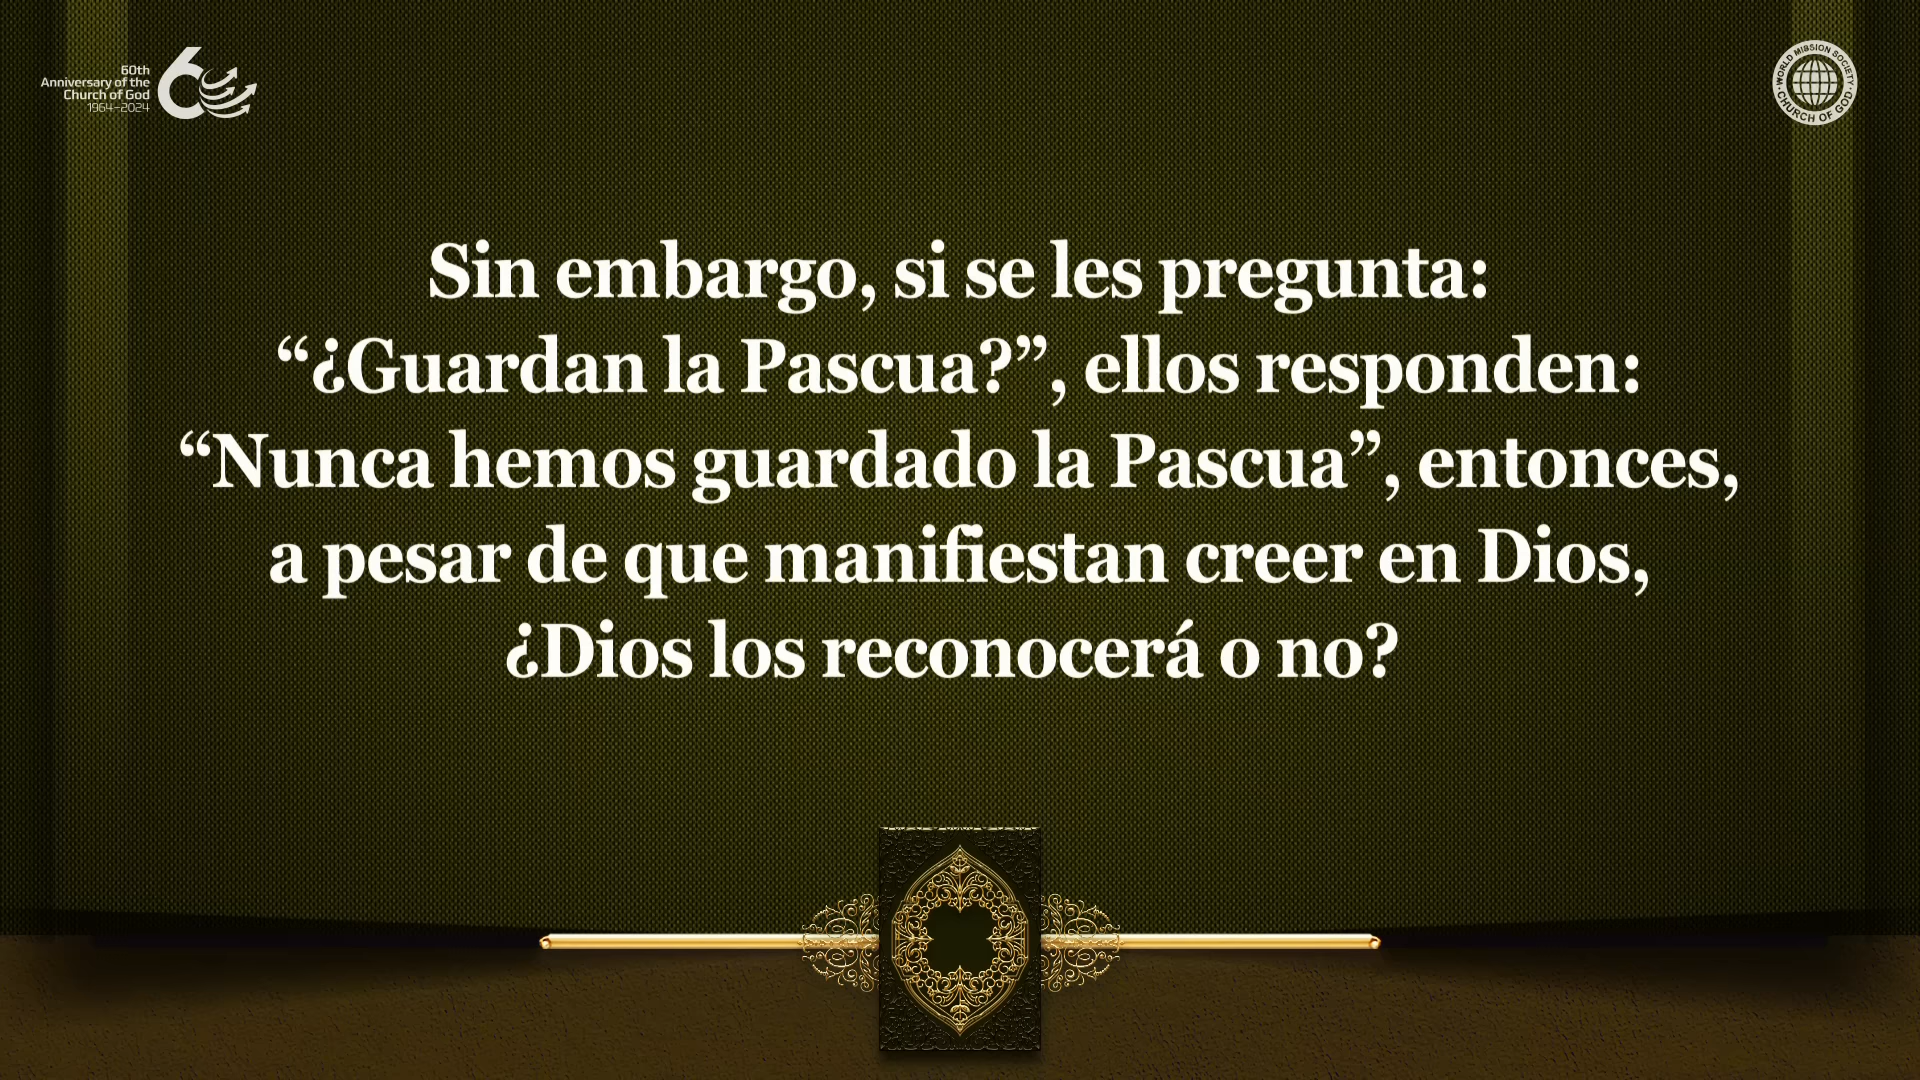 60th
Anniversary of the
Church of God
1964–2024
WORLD MISSION SOCIETY
CHURCH OF GOD
Sin embargo, si se les pregunta:
“¿Guardan la Pascua?”, ellos responden:
“Nunca hemos guardado la Pascua”, entonces,
a pesar de que manifiestan creer en Dios,
¿Dios los reconocerá o no?